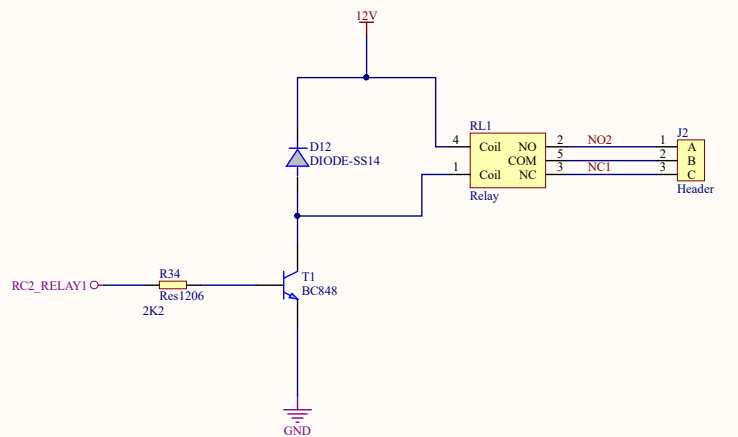 12V
RL1
J2
D12
DIODE-SS14
4 Coil NO 2 NO2 1 A
COM 5 2 B
1 Coil NC 3 NC1 3 C
Relay
Header
R34
T1
RC2_RELAY1
Res1206
BC848
2K2
GND